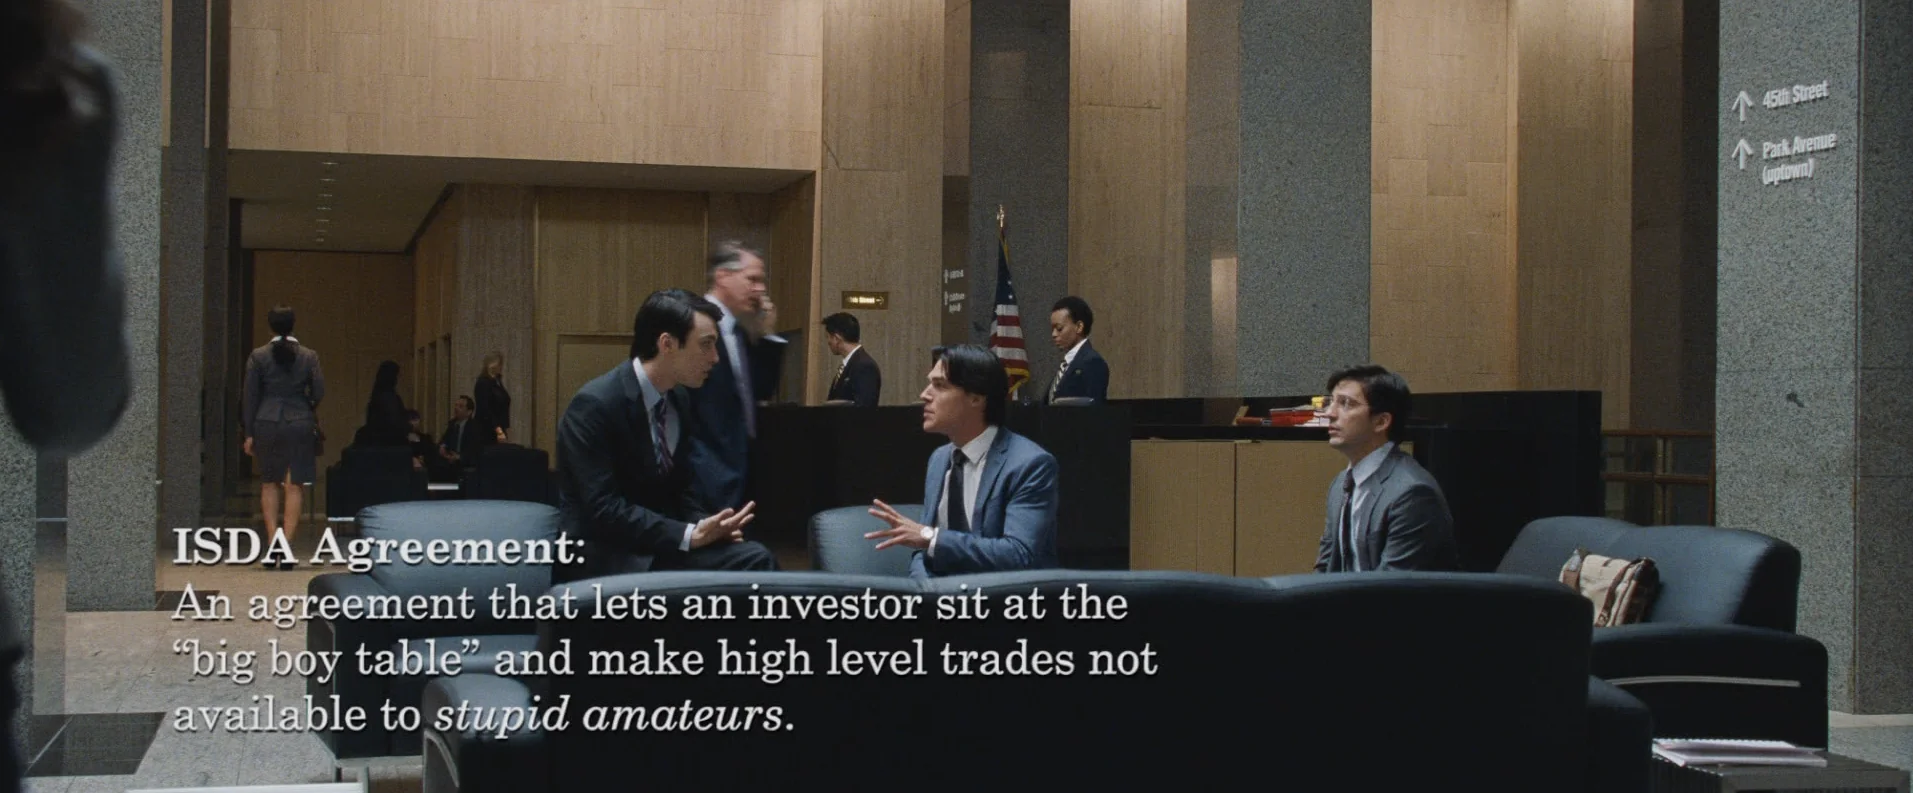 45th Street
Park Avenue
(uptown)
ISDA Agreement:
An agreement that lets an investor sit at the
“big boy table” and make high level trades not
available to stupid amateurs.